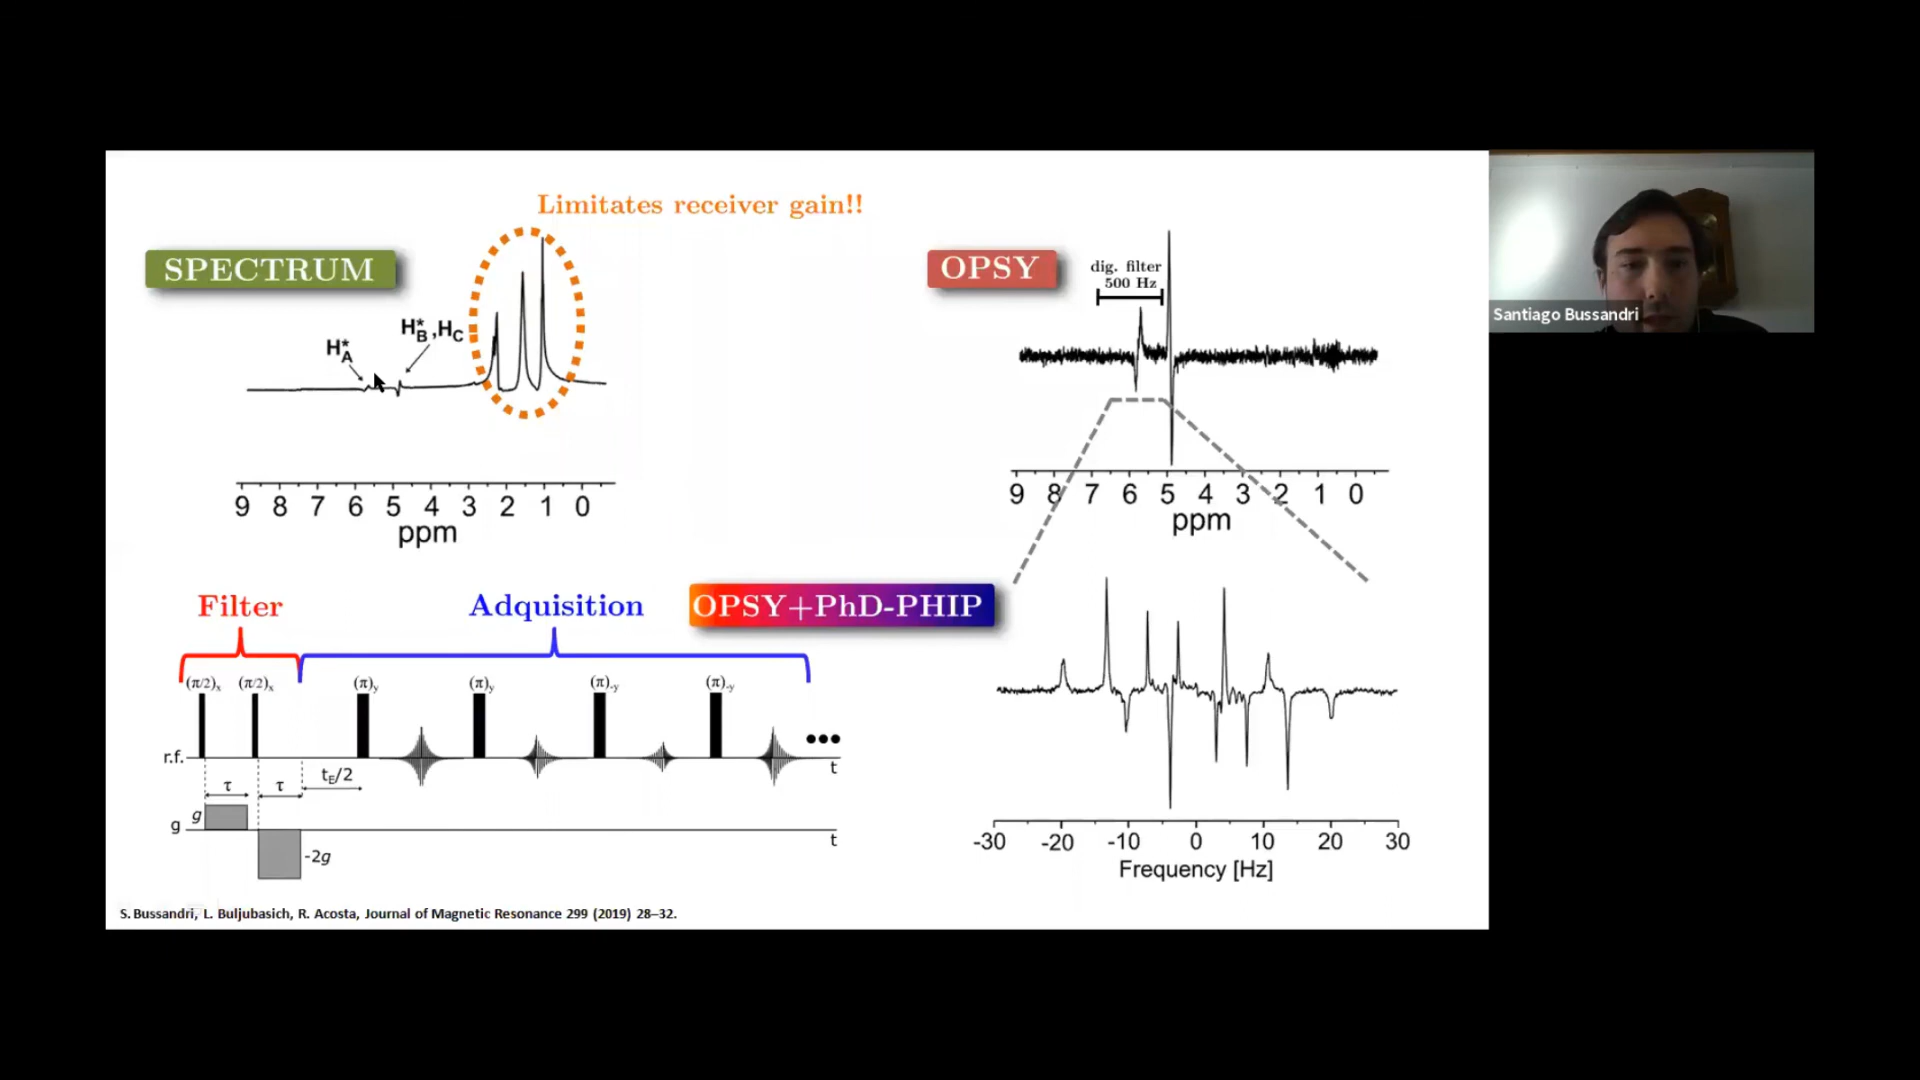 Limitates receiver gain!!
SPECTRUM
H*A
H*B ,HC
9 8 7 6 5 4 3 2 1 0
ppm
OPSY
dig. filter
500 Hz
9 8 7 6 5 4 3 2 1 0
ppm
Santiago Bussandri
Filter
Adquisition
OPSY+PhD-PHIP
(π/2)x (π/2)x (π)y (π)y (π)-y (π)-y
r.f.
tE/2
t
τ τ
g
g
t
-2g
-30 -20 -10 0 10 20 30
Frequency [Hz]
S. Bussandri, L. Buljubasich, R. Acosta, Journal of Magnetic Resonance 299 (2019) 28–32.